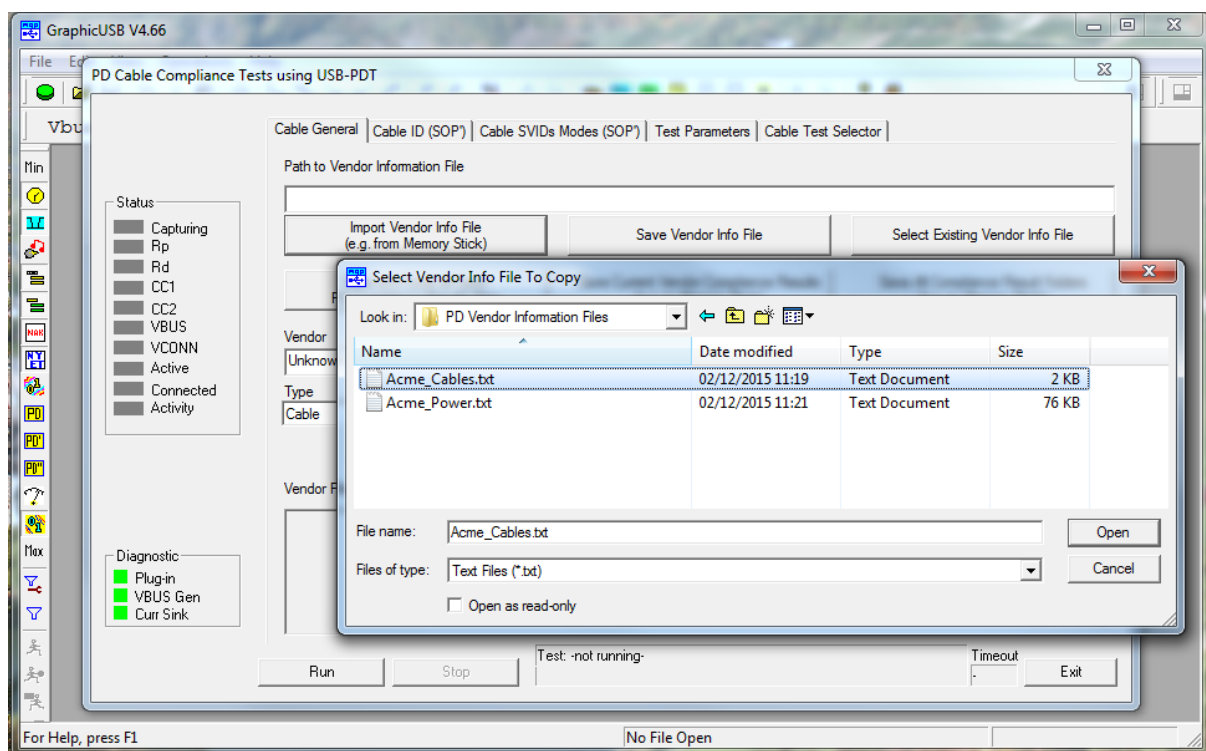 GraphicUSB V4.66
File
PD Cable Compliance Tests using USB-PDT
Vbu
Cable General
Cable ID (SOP')
Cable SVIDs Modes (SOP')
Test Parameters
Cable Test Selector
Path to Vendor Information File
Import Vendor Info File
(e.g. from Memory Stick)
Save Vendor Info File
Select Existing Vendor Info File
Status
Capturing
Rp
Rd
CC1
CC2
VBUS
VCONN
Active
Connected
Activity
Vendor
Unknow
Type
Cable
Vendor F
Select Vendor Info File To Copy
Look in:
PD Vendor Information Files
Name Date modified Type Size
Acme_Cables.txt 02/12/2015 11:19 Text Document 2 KB
Acme_Power.txt 02/12/2015 11:21 Text Document 76 KB
File name: Acme_Cables.txt Open
Files of type: Text Files (*.txt) Cancel
Open as read-only
Min
NAK
NYET
PD
PD'
PD"
Max
Diagnostic
Plug-in
VBUS Gen
Curr Sink
Run
Stop
Test: -not running-
Timeout
-
Exit
For Help, press F1
No File Open